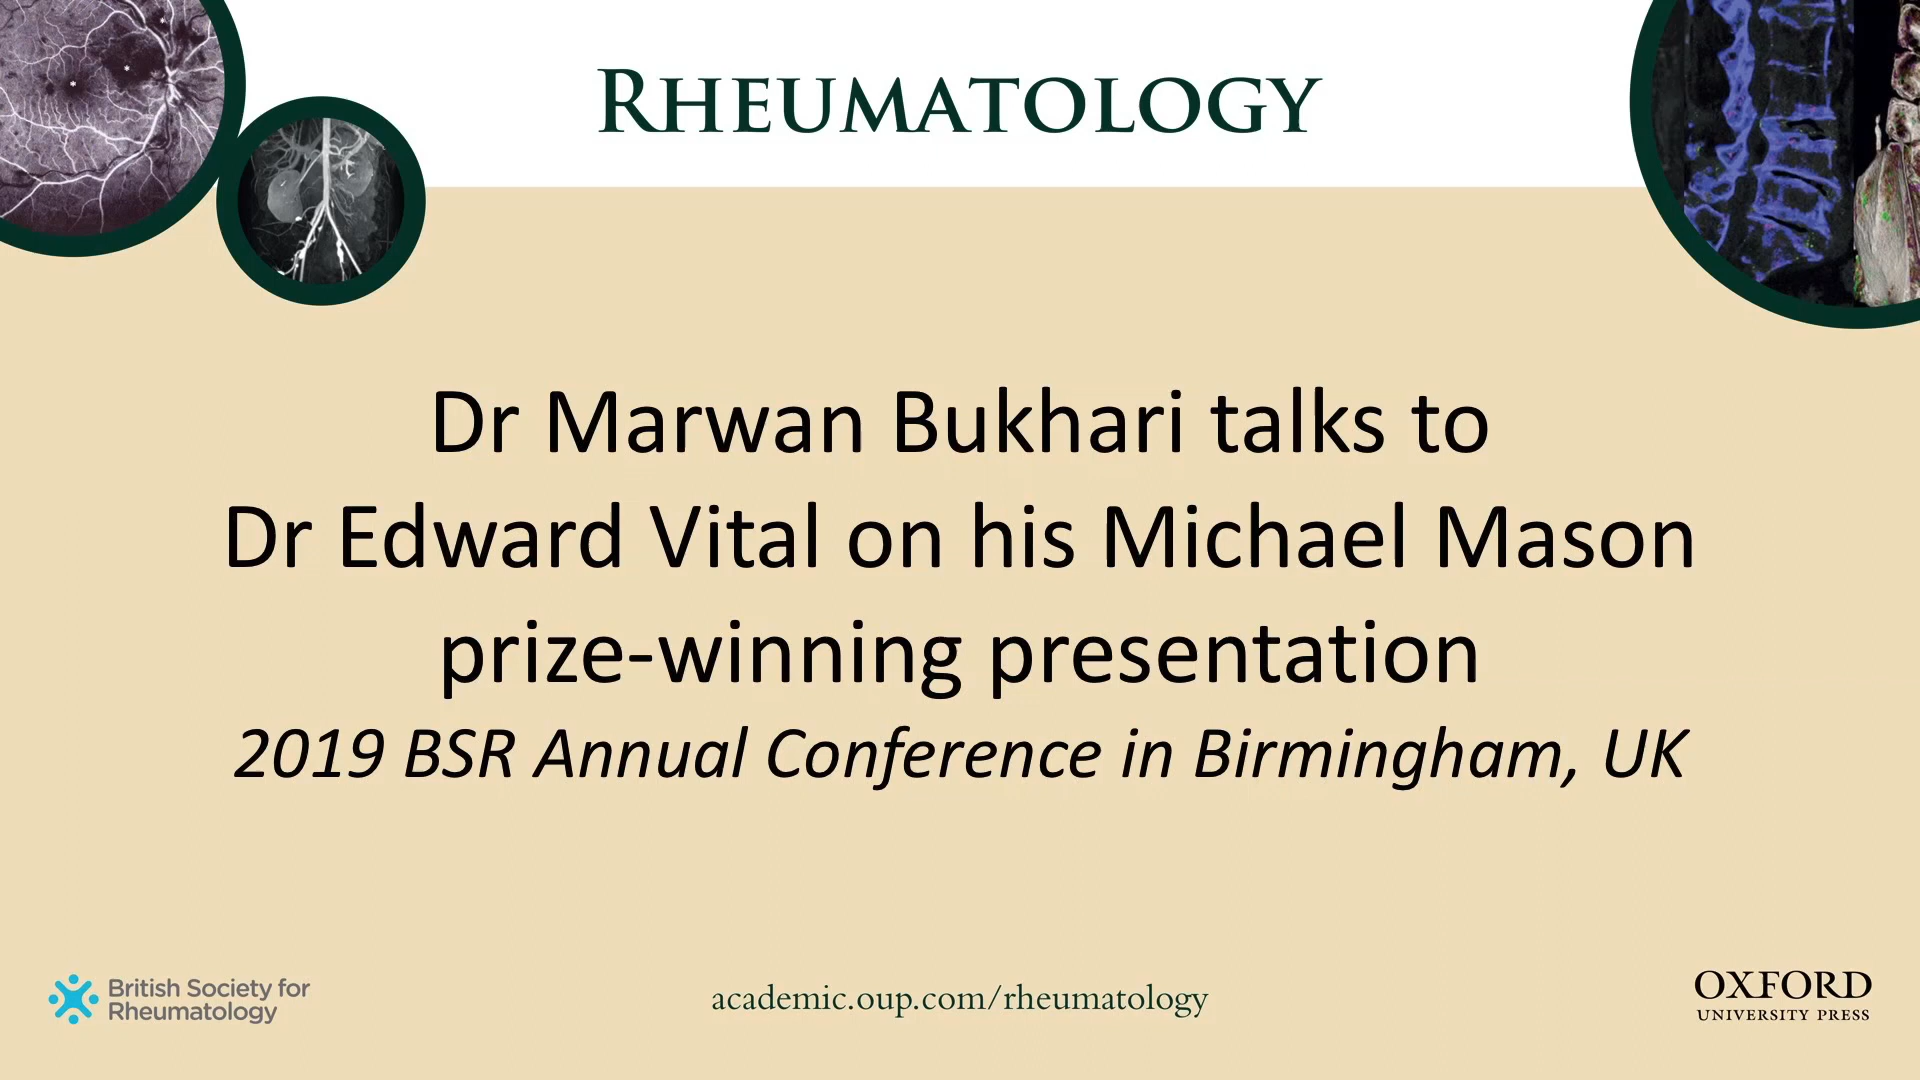 RHEUMATOLOGY
Dr Marwan Bukhari talks to
Dr Edward Vital on his Michael Mason
prize-winning presentation
2019 BSR Annual Conference in Birmingham, UK
British Society for
Rheumatology
academic.oup.com/rheumatology
OXFORD
UNIVERSITY PRESS